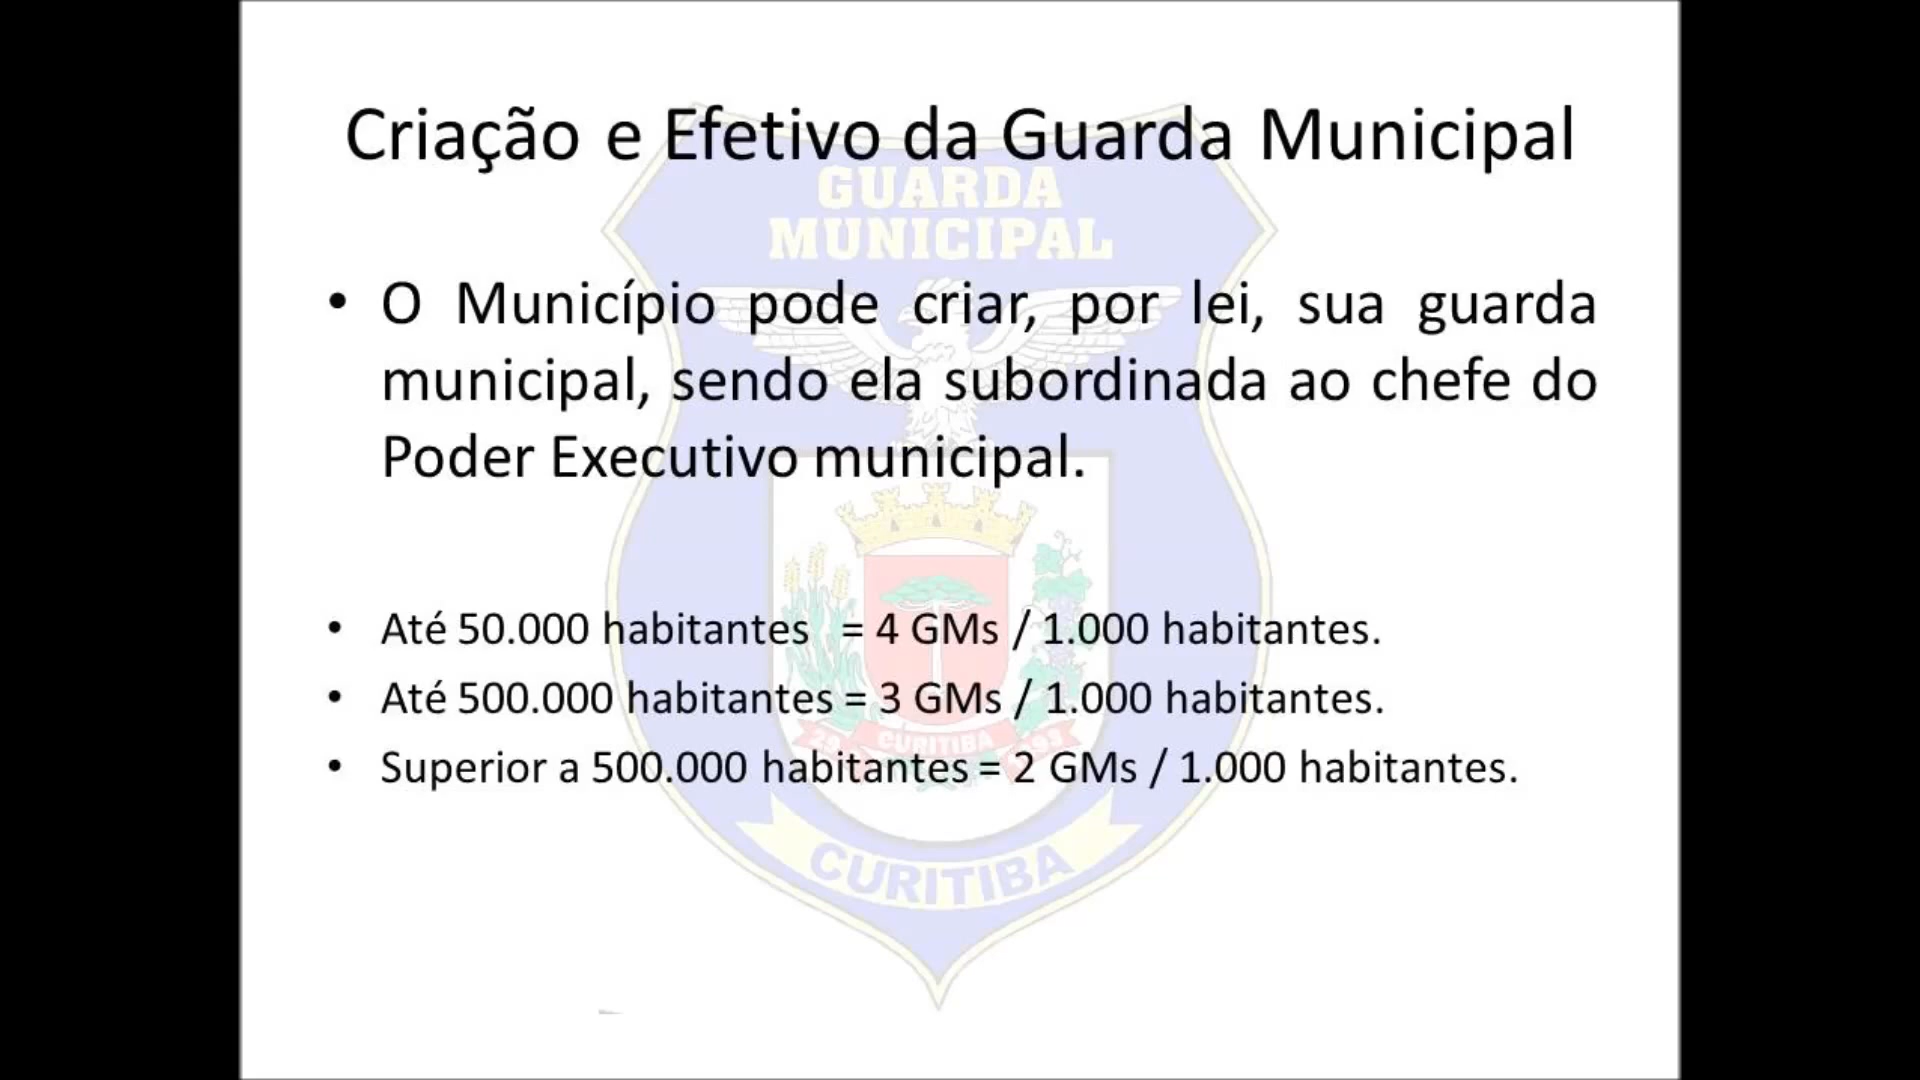 Criação e Efetivo da Guarda Municipal
GUARDA
MUNICIPAL
• O Município pode criar, por lei, sua guarda
municipal, sendo ela subordinada ao chefe do
Poder Executivo municipal.
• Até 50.000 habitantes = 4 GMs / 1.000 habitantes.
• Até 500.000 habitantes = 3 GMs / 1.000 habitantes.
29 CURITIBA 93
• Superior a 500.000 habitantes = 2 GMs / 1.000 habitantes.
CURITIBA